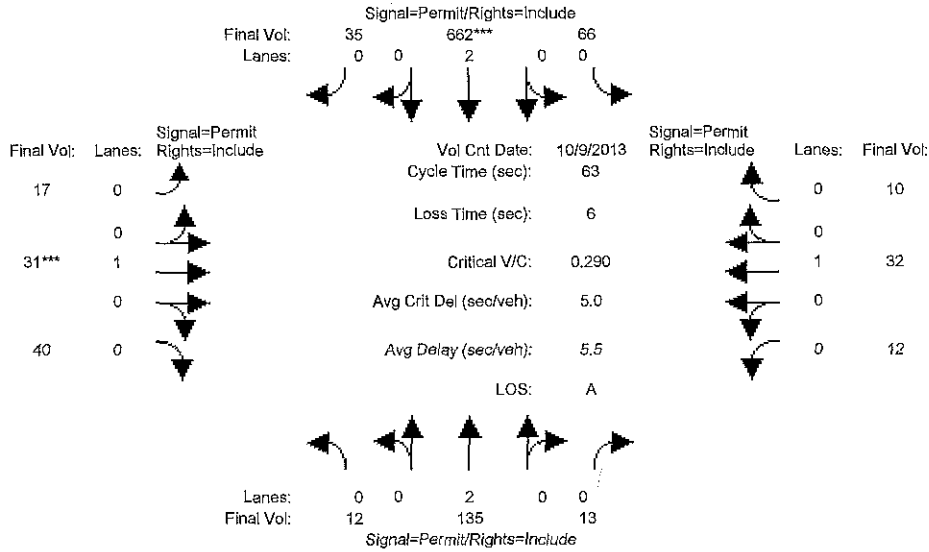 Signal=Permit/Rights=Include
Final Vol: 35 662*** 66
Lanes: 0 0 2 0 0
Signal=Permit
Final Vol: Lanes: Rights=Include
Vol Cnt Date: 10/9/2013
Signal=Permit
Rights=Include Lanes: Final Vol:
Cycle Time (sec): 63
17 0 0 10
Loss Time (sec): 6
0 0
31*** 1 Critical V/C: 0.290 1 32
0 Avg Crit Del (sec/veh): 5.0 0
40 0 Avg Delay (sec/veh): 5.5 0 12
LOS: A
Lanes: 0 0 2 0 0
Final Vol: 12 135 13
Signal=Permit/Rights=Include